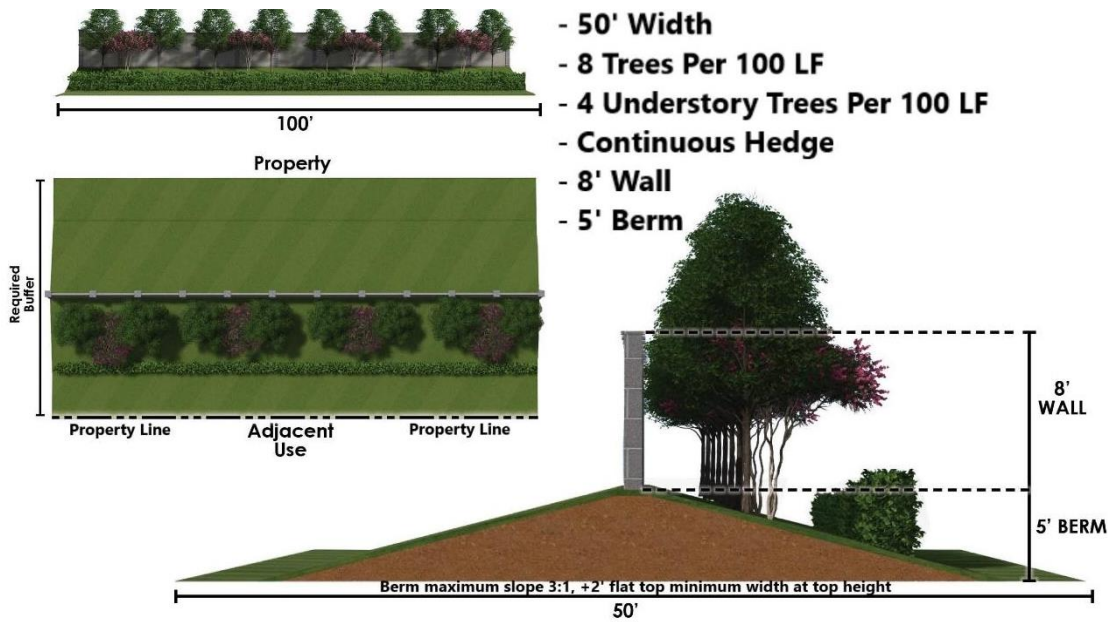 - 50' Width
- 8 Trees Per 100 LF
- 4 Understory Trees Per 100 LF
- Continuous Hedge
- 8' Wall
- 5' Berm
100'
Property
Required
Buffer
Property Line
Adjacent
Use
Property Line
8'
WALL
5' BERM
Berm maximum slope 3:1, +2' flat top minimum width at top height
50'